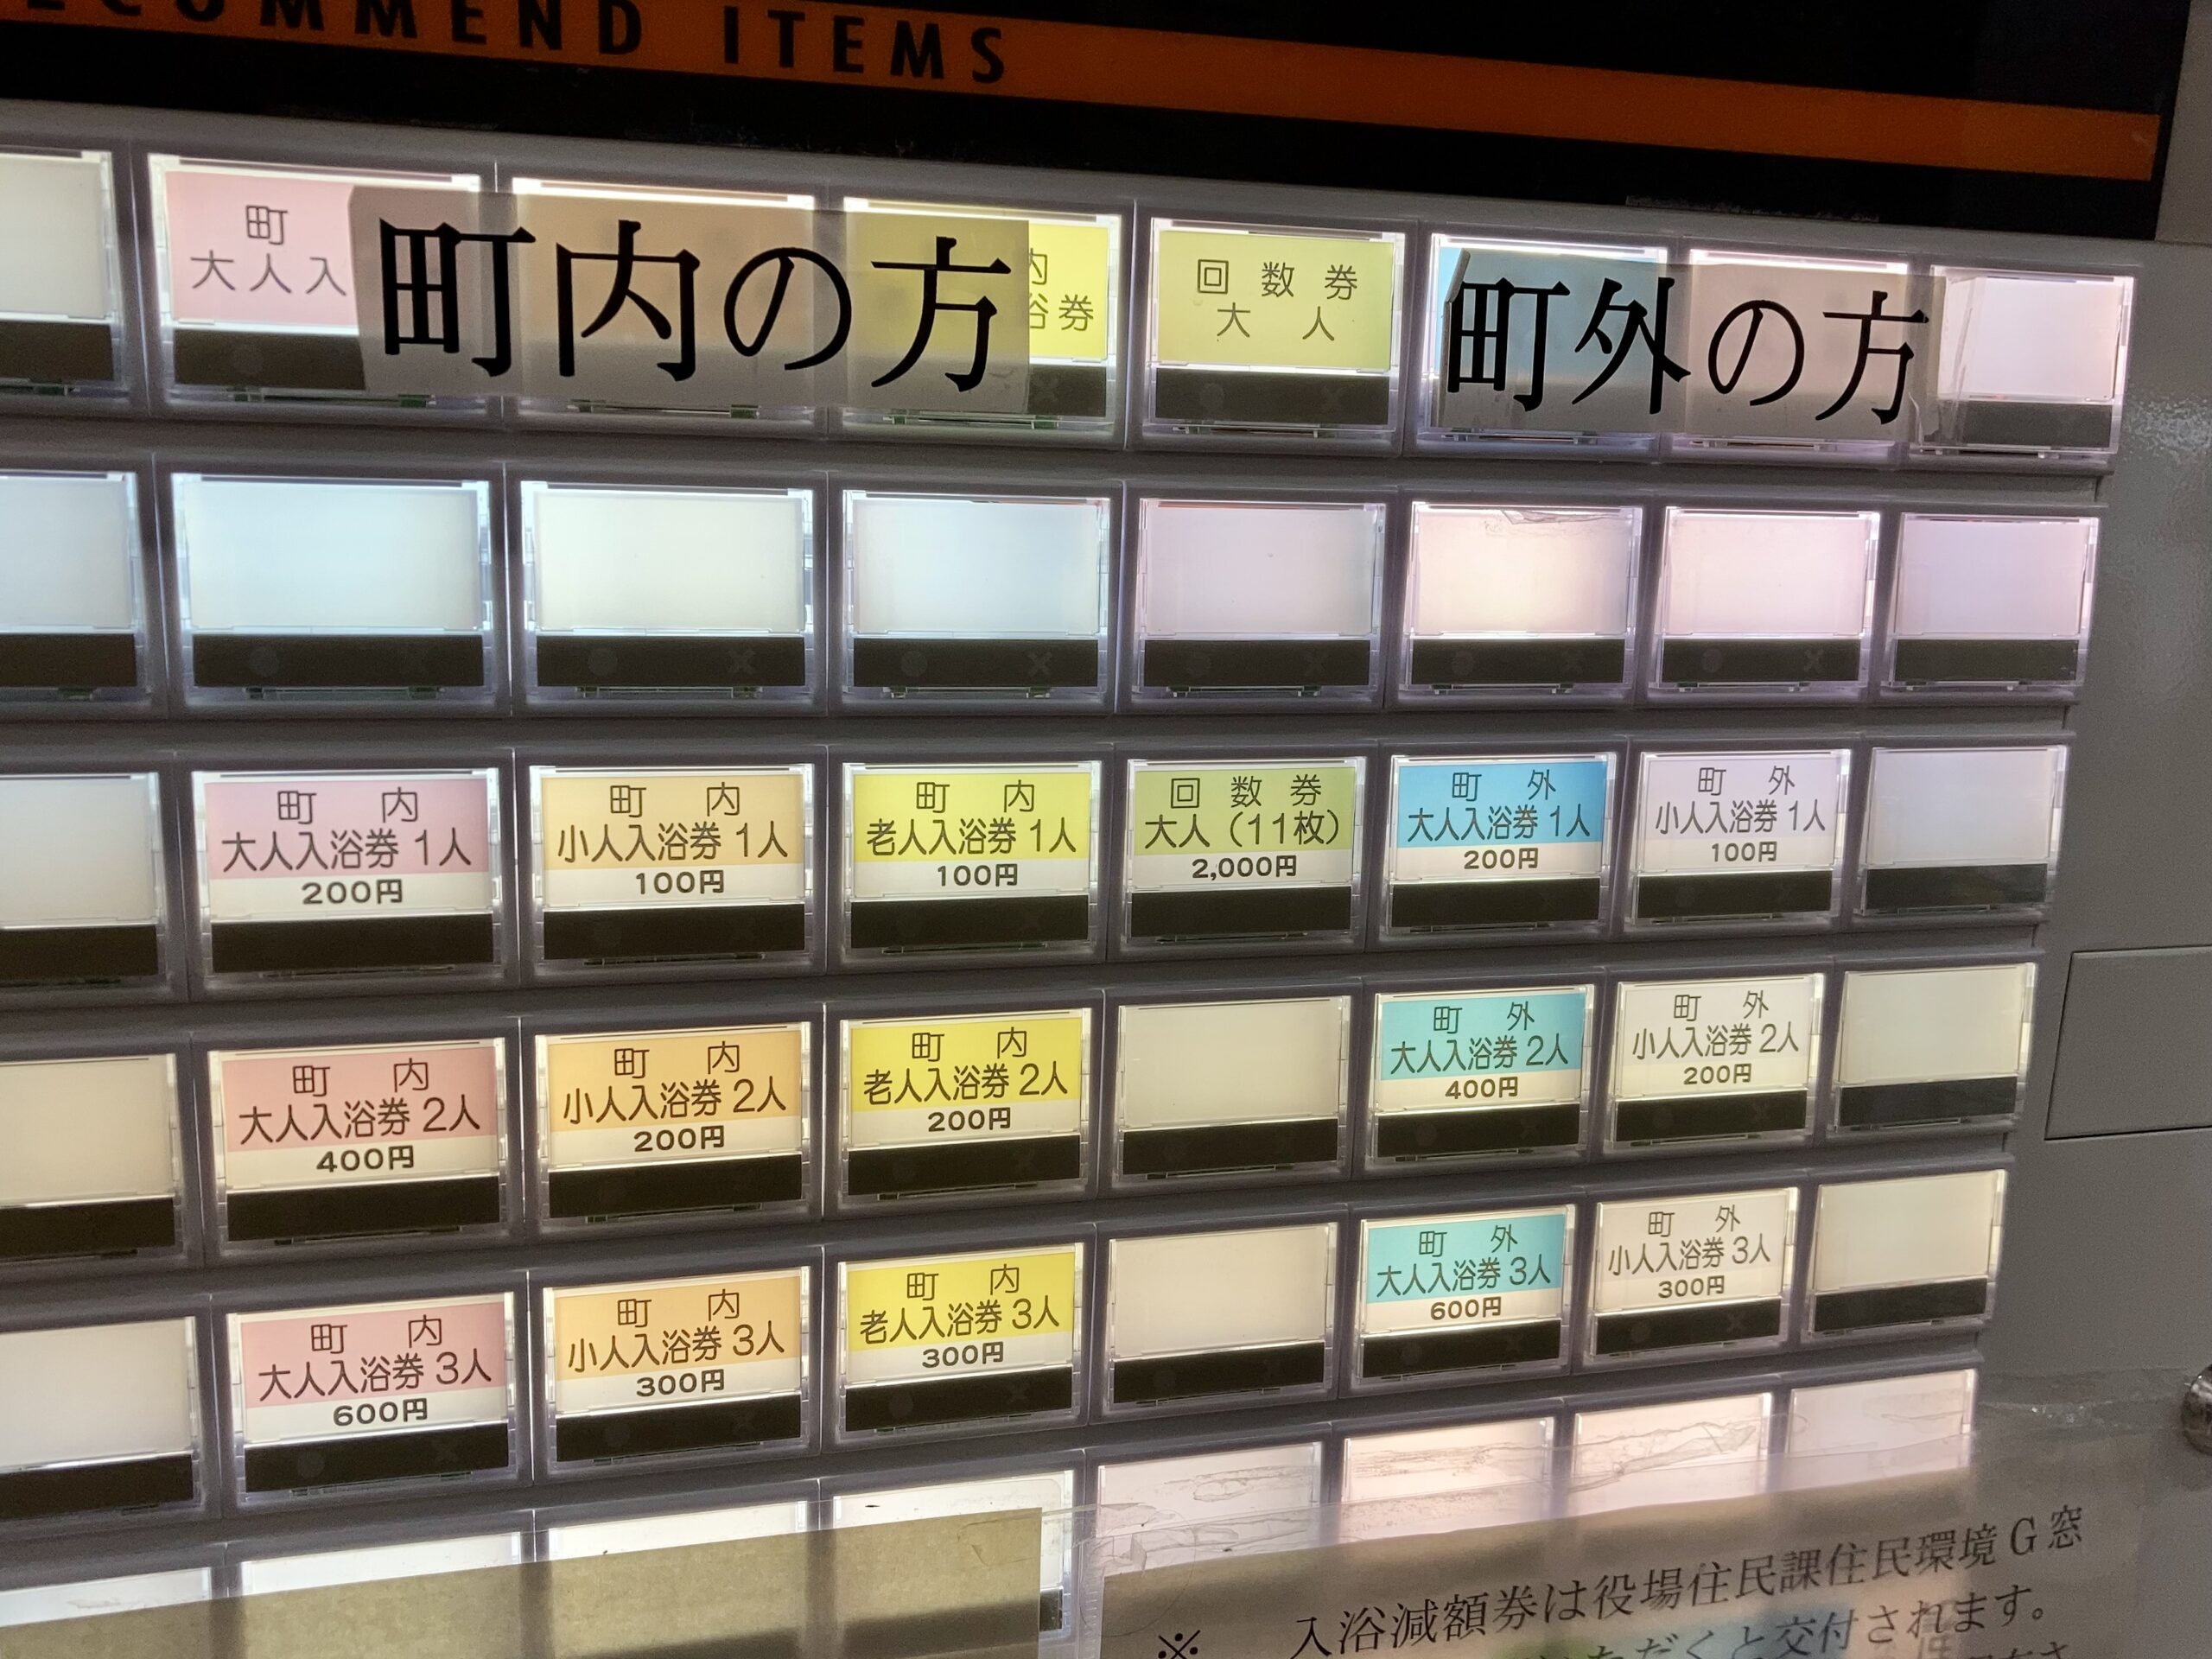 RECOMMEND ITEMS
町
大人入
町内の方
内
浴券
回数券
大人
町外の方
町内
大人入浴券1人
200円
町内
小人入浴券1人
100円
町内
老人入浴券1人
100円
回数券
大人（11枚）
2,000円
町外
大人入浴券1人
200円
町外
小人入浴券1人
100円
町内
大人入浴券2人
400円
町内
小人入浴券2人
200円
町内
老人入浴券2人
200円
町外
大人入浴券2人
400円
町外
小人入浴券2人
200円
町内
大人入浴券3人
600円
町内
小人入浴券3人
300円
町内
老人入浴券3人
300円
町外
大人入浴券3人
600円
町外
小人入浴券3人
300円
※ 入浴減額券は役場住民課住民環境G窓
ただくと交付されます。